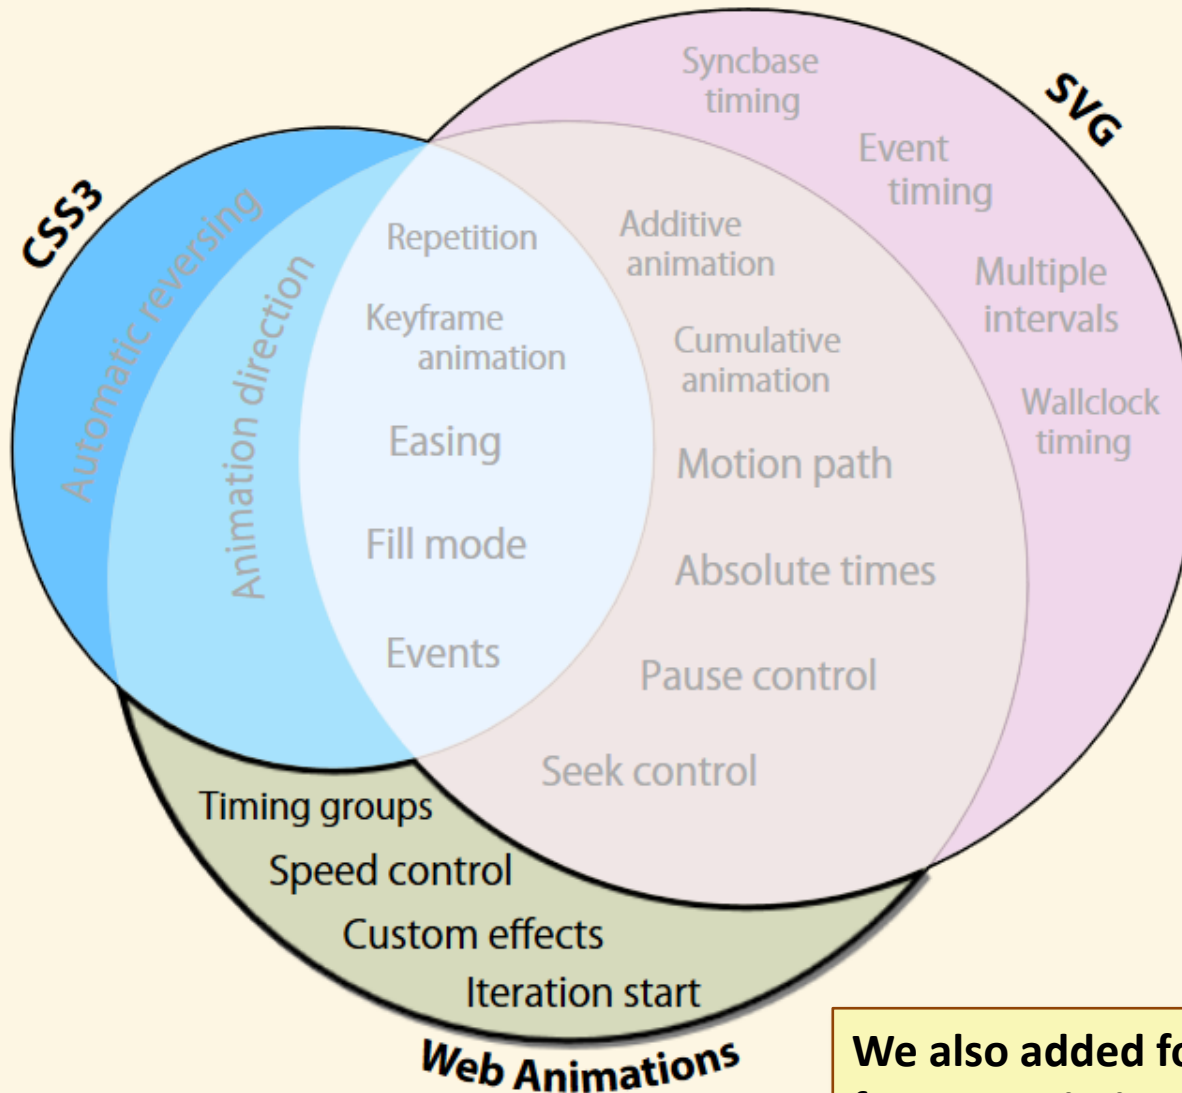 CSS3
Automatic reversing
Animation direction
Repetition
Keyframe
animation
Easing
Fill mode
Events
Additive
animation
Cumulative
animation
Motion path
Absolute times
Pause control
Seek control
SVG
Syncbase
timing
Event
timing
Multiple
intervals
Wallclock
timing
Timing groups
Speed control
Custom effects
Iteration start
Web Animations
We also added